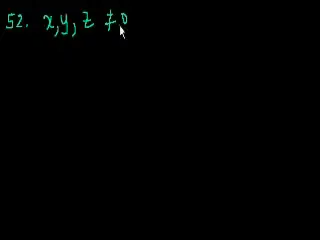 52. x, y, z ≠ 0